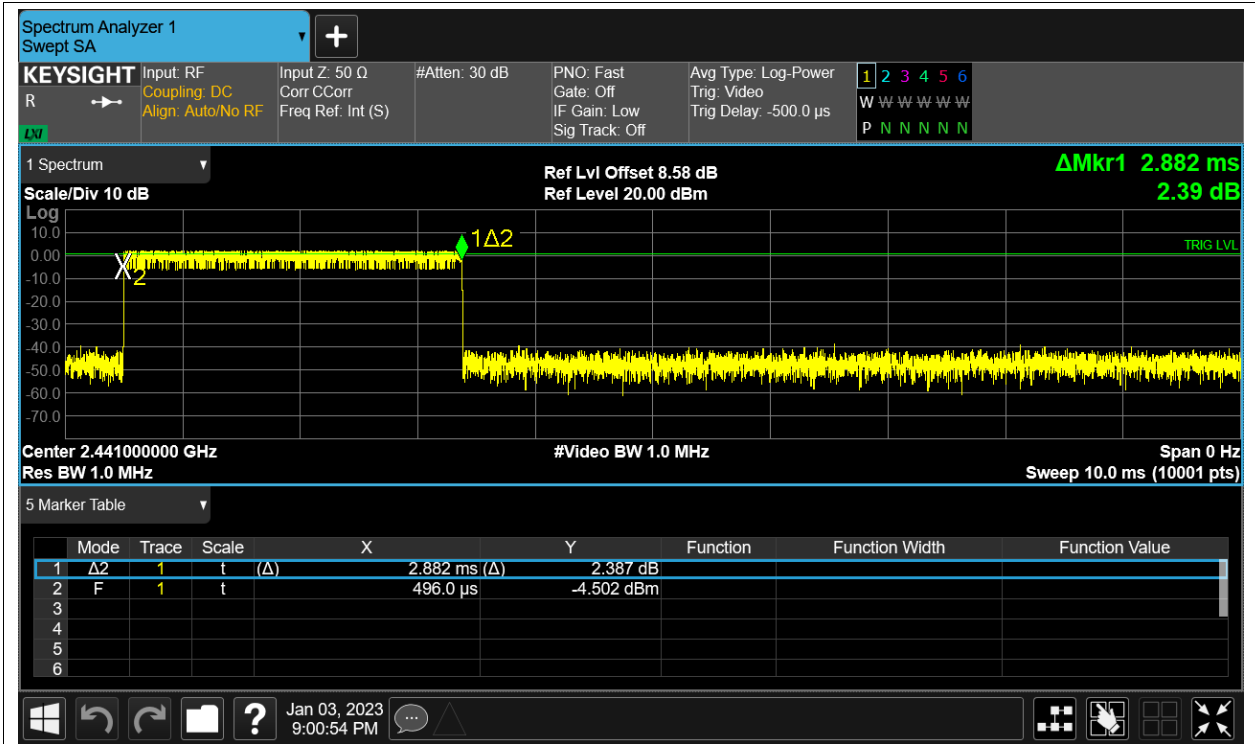 Spectrum Analyzer 1
Swept SA
KEYSIGHT Input: RF Input Z: 50 Ω #Atten: 30 dB PNO: Fast Avg Type: Log-Power 1 2 3 4 5 6
R Coupling: DC Corr CCorr Gate: Off Trig: Video W W W W W W
Align: Auto/No RF Freq Ref: Int (S) IF Gain: Low Trig Delay: -500.0 µs
LXI Sig Track: Off P N N N N N
1 Spectrum Ref Lvl Offset 8.58 dB ΔMkr1 2.882 ms
Scale/Div 10 dB Ref Level 20.00 dBm 2.39 dB
Log
10.0 1Δ2
0.00 TRIG LVL
-10.0 2
-20.0
-30.0
-40.0
-50.0
-60.0
-70.0
Center 2.441000000 GHz #Video BW 1.0 MHz Span 0 Hz
Res BW 1.0 MHz Sweep 10.0 ms (10001 pts)
5 Marker Table
Mode Trace Scale X Y Function Function Width Function Value
1 Δ2 1 t (Δ) 2.882 ms (Δ) 2.387 dB
2 F 1 t 496.0 µs -4.502 dBm
3
4
5
6
? Jan 03, 2023
9:00:54 PM